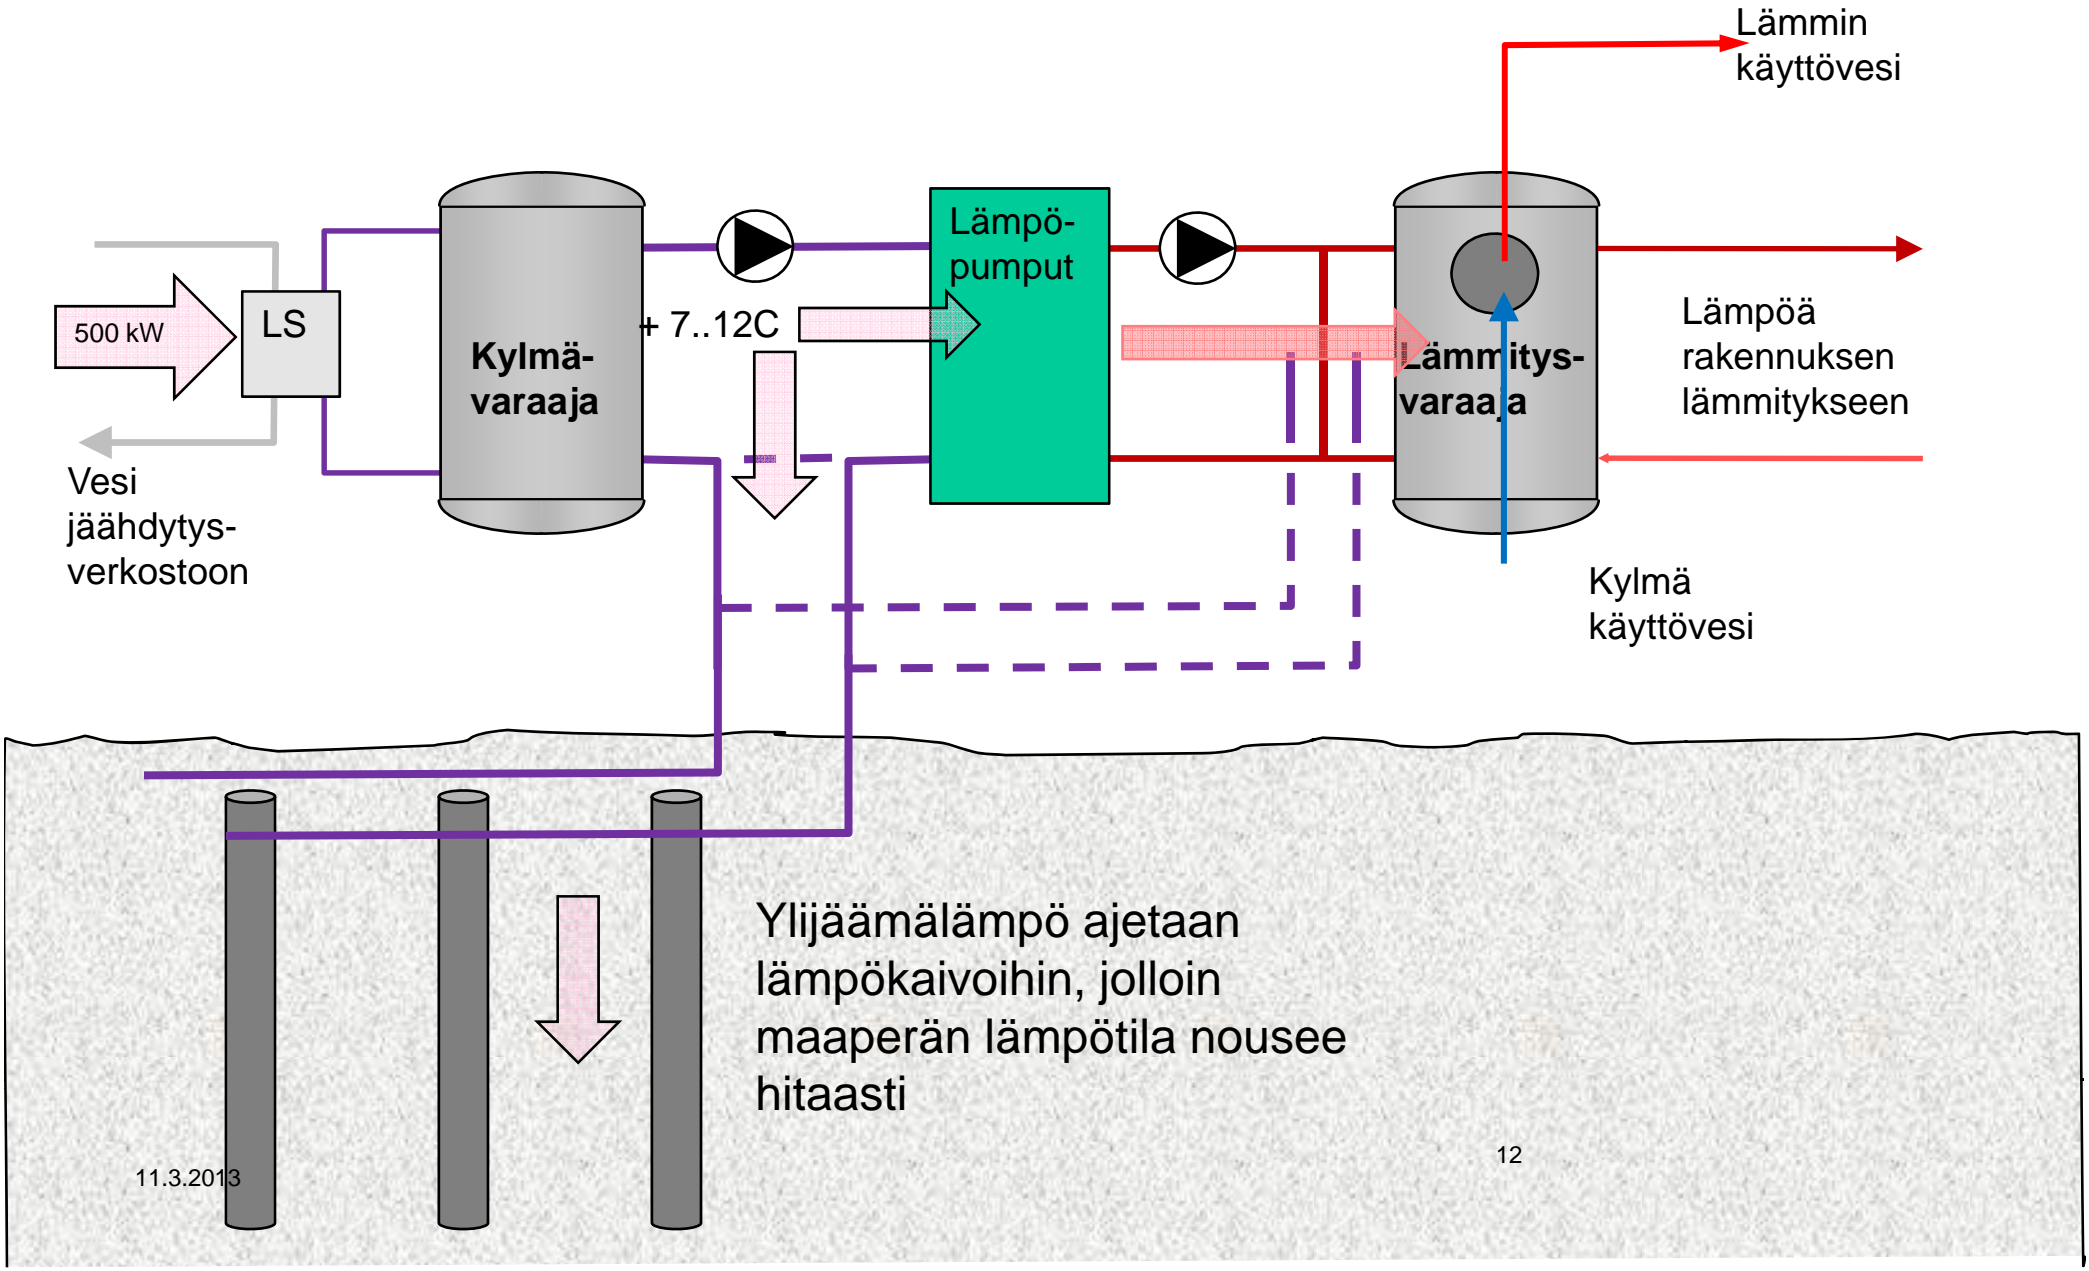 Lämmin
käyttövesi
Lämpö-
pumput
500 kW
LS
+ 7..12C
Kylmä-
varaaja
Lämmitys-
varaaja
Lämpöä
rakennuksen
lämmitykseen
Vesi
jäähdytys-
verkostoon
Kylmä
käyttövesi
Ylijäämälämpö ajetaan
lämpökaivoihin, jolloin
maaperän lämpötila nousee
hitaasti
11.3.2013
12